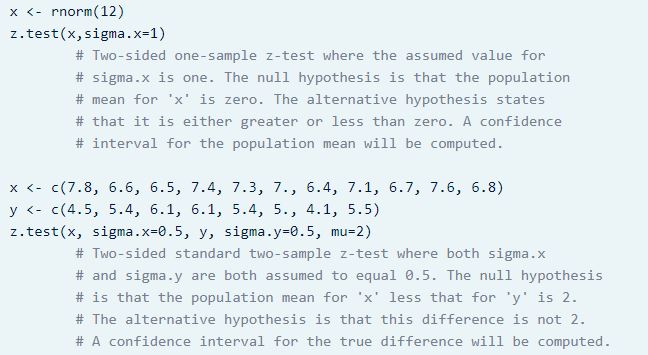 x <- rnorm(12)
z.test(x,sigma.x=1)
# Two-sided one-sample z-test where the assumed value for
# sigma.x is one. The null hypothesis is that the population
# mean for 'x' is zero. The alternative hypothesis states
# that it is either greater or less than zero. A confidence
# interval for the population mean will be computed.
x <- c(7.8, 6.6, 6.5, 7.4, 7.3, 7., 6.4, 7.1, 6.7, 7.6, 6.8)
y <- c(4.5, 5.4, 6.1, 6.1, 5.4, 5., 4.1, 5.5)
z.test(x, sigma.x=0.5, y, sigma.y=0.5, mu=2)
# Two-sided standard two-sample z-test where both sigma.x
# and sigma.y are both assumed to equal 0.5. The null hypothesis
# is that the population mean for 'x' less that for 'y' is 2.
# The alternative hypothesis is that this difference is not 2.
# A confidence interval for the true difference will be computed.